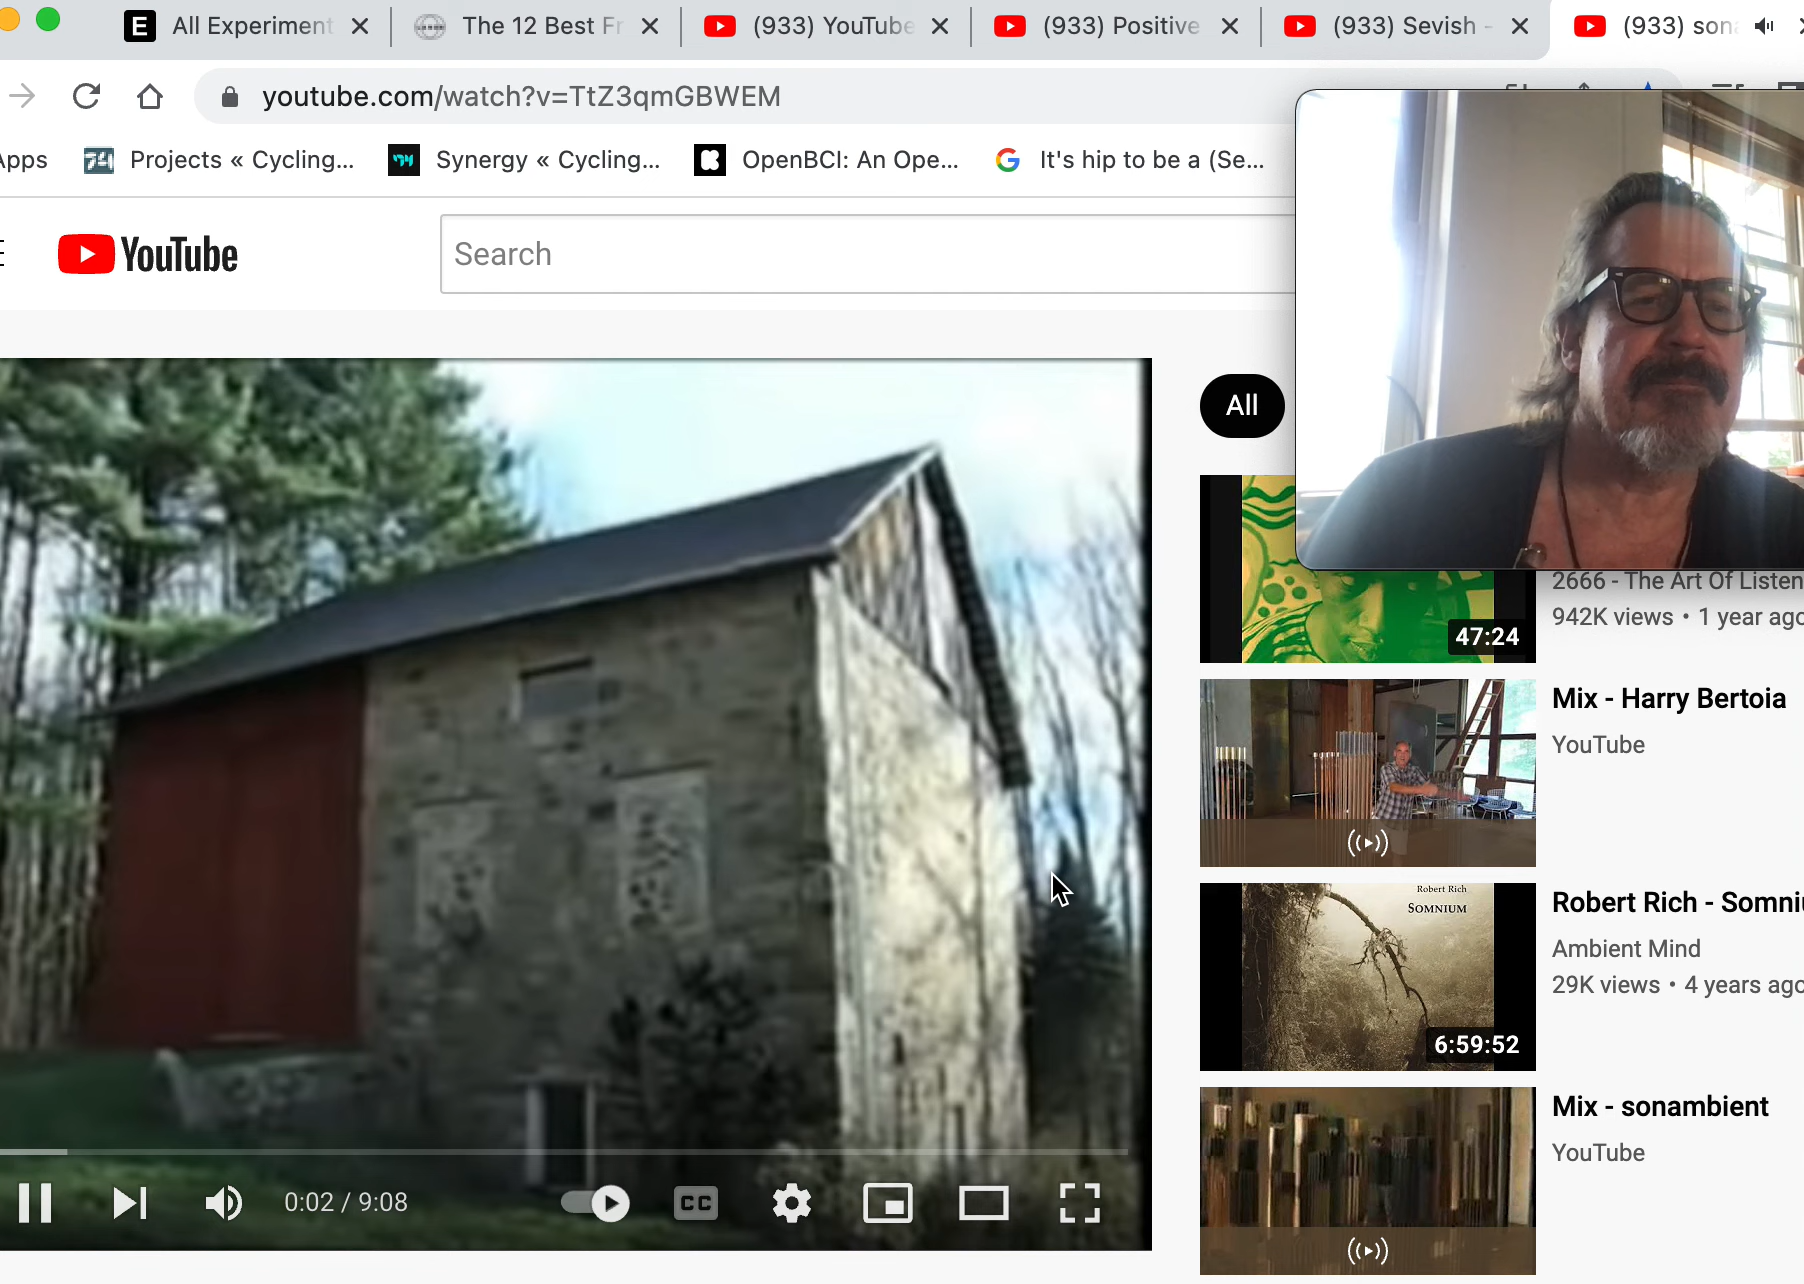 E All Experiment
The 12 Best Fr
(933) YouTube
(933) Positive
(933) Sevish -
(933) son
youtube.com/watch?v=TtZ3qmGBWEM
Apps
74 Projects « Cycling...
74 Synergy « Cycling...
K OpenBCI: An Ope...
G It's hip to be a (Se...
YouTube
Search
All
47:24
2666 - The Art Of Listen
942K views • 1 year ago
Mix - Harry Bertoia
YouTube
Robert Rich
SOMNIUM
6:59:52
Robert Rich - Somni
Ambient Mind
29K views • 4 years ago
Mix - sonambient
YouTube
0:02 / 9:08
CC